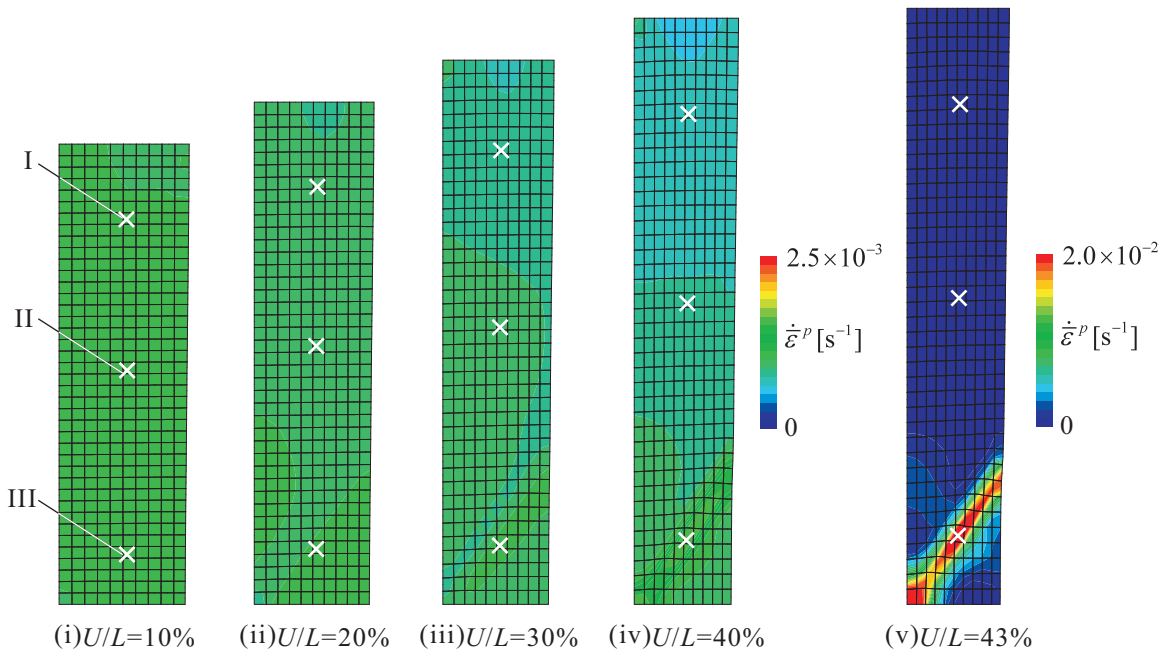 I
II
III
2.5×10⁻³
ε̇̄ᵖ [s⁻¹]
0
2.0×10⁻²
ε̇̄ᵖ [s⁻¹]
0
(i)U/L=10%
(ii)U/L=20%
(iii)U/L=30%
(iv)U/L=40%
(v)U/L=43%